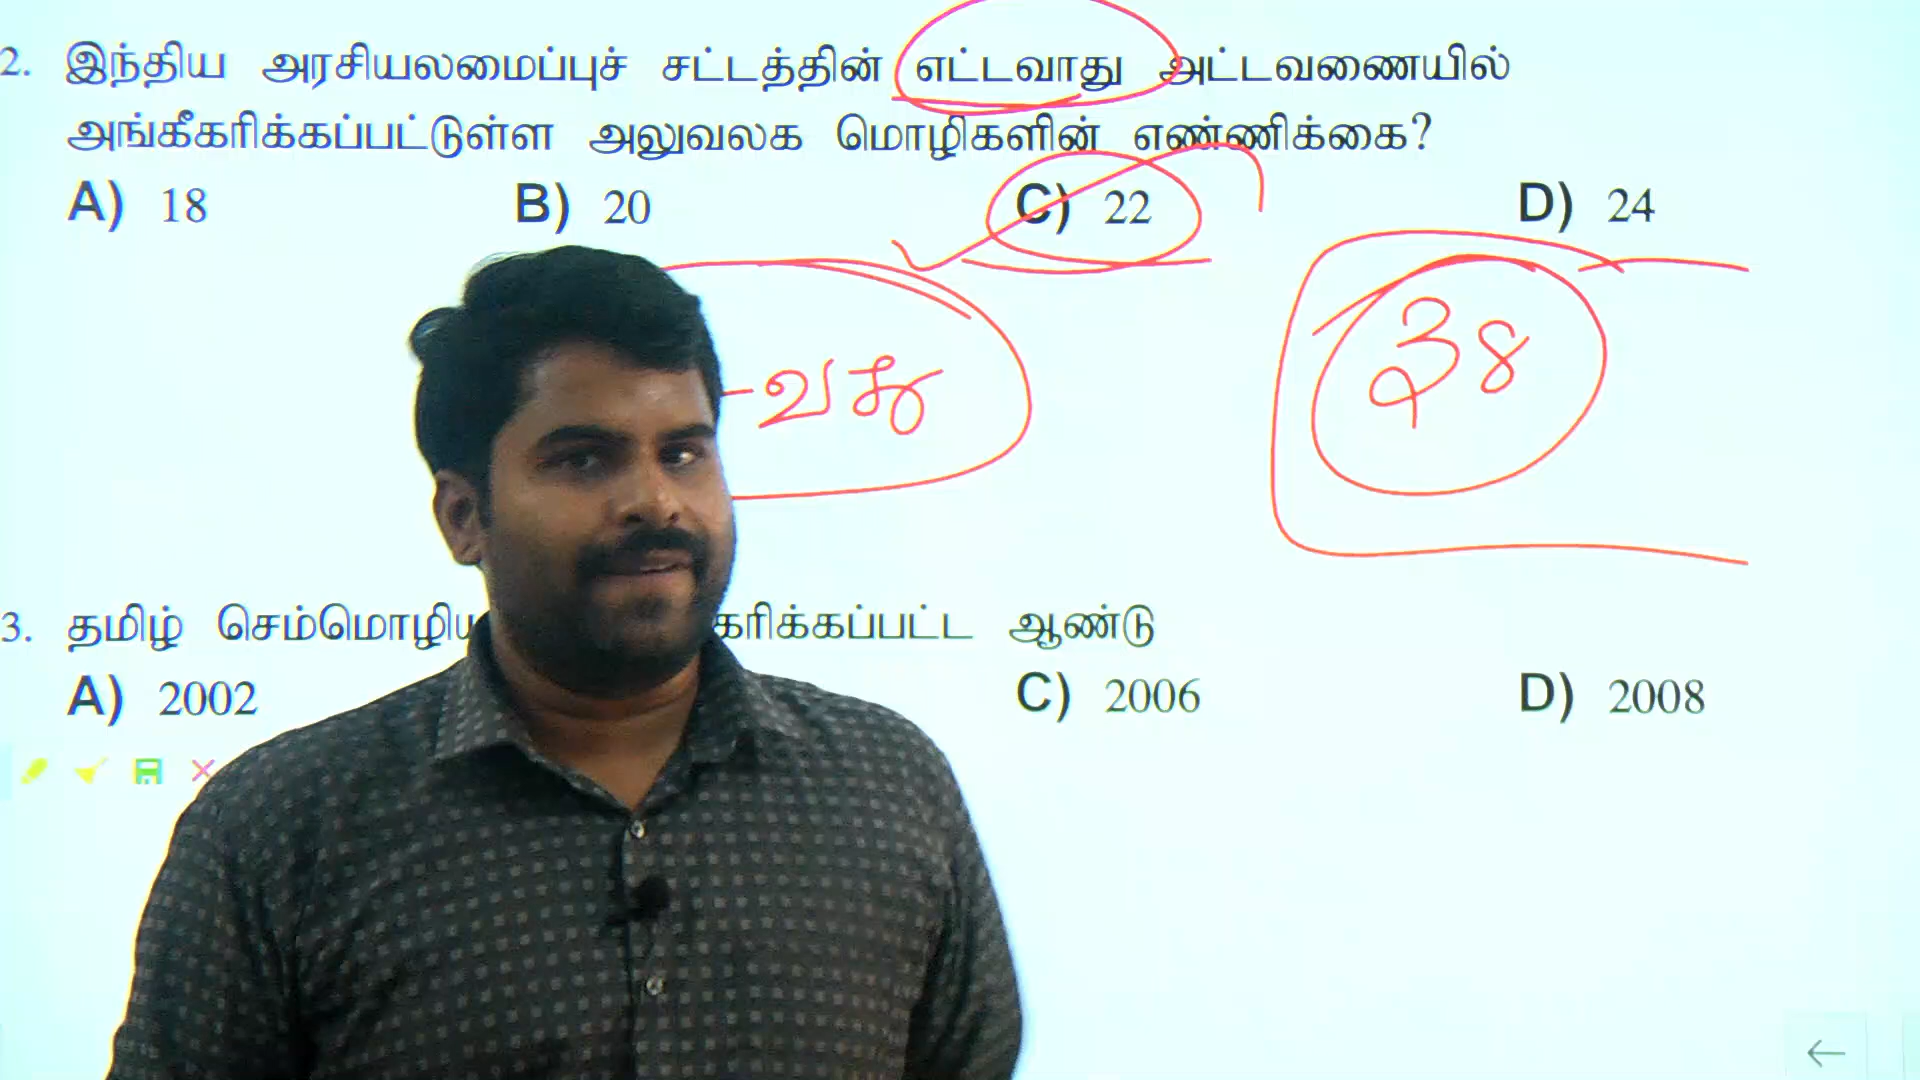 2. இந்திய அரசியலமைப்புச் சட்டத்தின் எட்டவாது அட்டவணையில்
அங்கீகரிக்கப்பட்டுள்ள அலுவலக மொழிகளின் எண்ணிக்கை?
A) 18 B) 20 C) 22 D) 24
3. தமிழ் கரிக்கப்பட்ட ஆண்டு
A) 2002 C) 2006 D) 2008